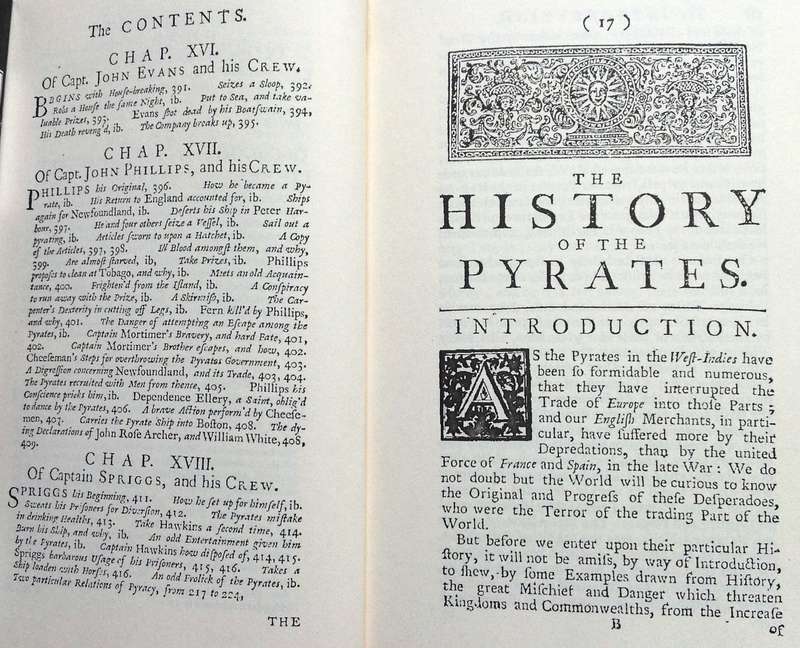 The CONTENTS.
CHAP. XVI.
Of Capt. JOHN EVANS and his CREW.
BEGINS with House-breaking, 391. Seizes a Sloop, 392.
Robs a House the same Night, ib. Put to Sea, and take va-
luable Prizes, 393. Evans ſhot dead by his Boatſwain, 394,
His Death reveng'd, ib. The Company breaks up, 395.
CHAP. XVII.
Of Capt. JOHN PHILLIPS, and his CREW.
PHILLIPS his Original, 396. How he became a Py-
rate, ib. His Return to England accounted for, ib. Ships
again for Newfoundland, ib. Deſerts his Ship in Peter Har-
bour, 397. He and four others ſeize a Veſſel, ib. Sail out a
pyrating, ib. Articles ſworn to upon a Hatchet, ib. A Copy
of the Articles, 397, 398. Ill Blood amongſt them, and why,
399. Are almoſt ſtarved, ib. Take Prizes, ib. Phillips
propoſes to clean at Tobago, and why, ib. Meets an old Acquain-
tance, 400. Frighten'd from the Iſland, ib. A Conſpiracy
to run away with the Prize, ib. A Skirmiſh, ib. The Car-
penter's Dexterity in cutting off Legs, ib. Fern kill'd by Phillips,
and why, 401. The Danger of attempting an Eſcape among the
Pyrates, ib. Captain Mortimer's Bravery, and hard Fate, 401,
402. Captain Mortimer's Brother eſcapes, and how, 402.
Cheeſeman's Steps for overthrowing the Pyrates Government, 403.
A Digreſſion concerning Newfoundland, and its Trade, 403, 404.
The Pyrates recruited with Men from thence, 405. Phillips his
Conſcience pricks him, ib. Dependence Ellery, a Saint, oblig'd
to dance by the Pyrates, 406. A brave Action perform'd by Cheeſe-
men, 407. Carries the Pyrate Ship into Boſton, 408. The dy-
ing Declarations of John Roſe Archer, and William White, 408,
409.
CHAP. XVIII.
Of Captain SPRIGGS, and his CREW.
SPRIGGS his Beginning, 411. How he ſet up for himſelf, ib.
Sweats his Priſoners for Diverſion, 412. The Pyrates miſtake
in drinking Healths, 413. Take Hawkins a ſecond time, 414.
Burn his Ship, and why, ib. An odd Entertainment given him
by the Pyrates, ib. Captain Hawkins how diſpoſed of, 414, 415.
Spriggs barbarous Uſage of his Priſoners, 415, 416. Takes a
Ship loaden with Horſes, 416. An odd Frolick of the Pyrates, ib.
Two particular Relations of Pyracy, from 217 to 224,
THE
( 17 )
THE
HISTORY
OF THE
PYRATES.
INTRODUCTION.
AS the Pyrates in the Weſt-Indies have
been ſo formidable and numerous,
that they have interrupted the
Trade of Europe into thoſe Parts ;
and our Engliſh Merchants, in parti-
cular, have ſuffered more by their
Depredations, than by the united
Force of France and Spain, in the late War : We do
not doubt but the World will be curious to know
the Original and Progreſs of theſe Deſperadoes,
who were the Terror of the trading Part of the
World.
But before we enter upon their particular Hi-
ſtory, it will not be amiſs, by way of Introduction,
to ſhew, by ſome Examples drawn from Hiſtory,
the great Miſchief and Danger which threaten
Kingdoms and Commonwealths, from the Increaſe
B
of